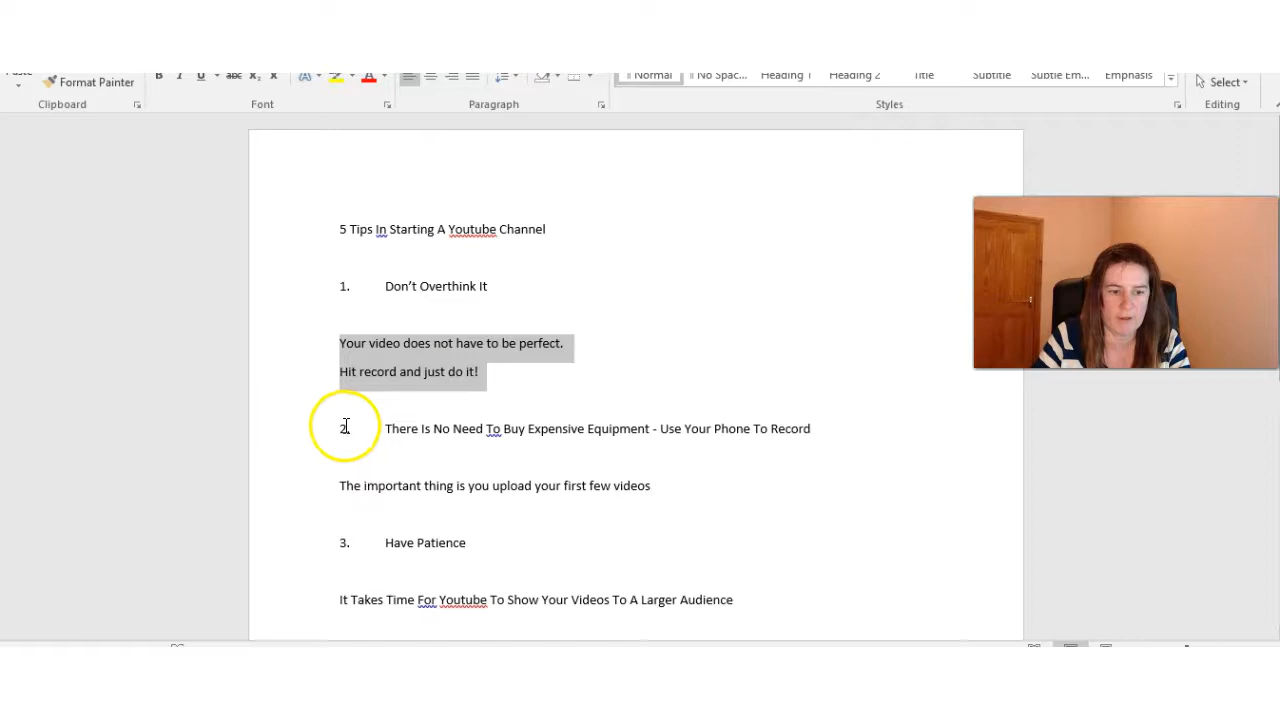 Format Painter
B I U abc X₂ X²
Normal No Spac... Heading 1 Heading 2 Title Subtitle Subtle Em... Emphasis Select
Clipboard Font Paragraph Styles Editing
5 Tips In Starting A Youtube Channel
1. Don’t Overthink It
Your video does not have to be perfect.
Hit record and just do it!
2. There Is No Need To Buy Expensive Equipment - Use Your Phone To Record
The important thing is you upload your first few videos
3. Have Patience
It Takes Time For Youtube To Show Your Videos To A Larger Audience